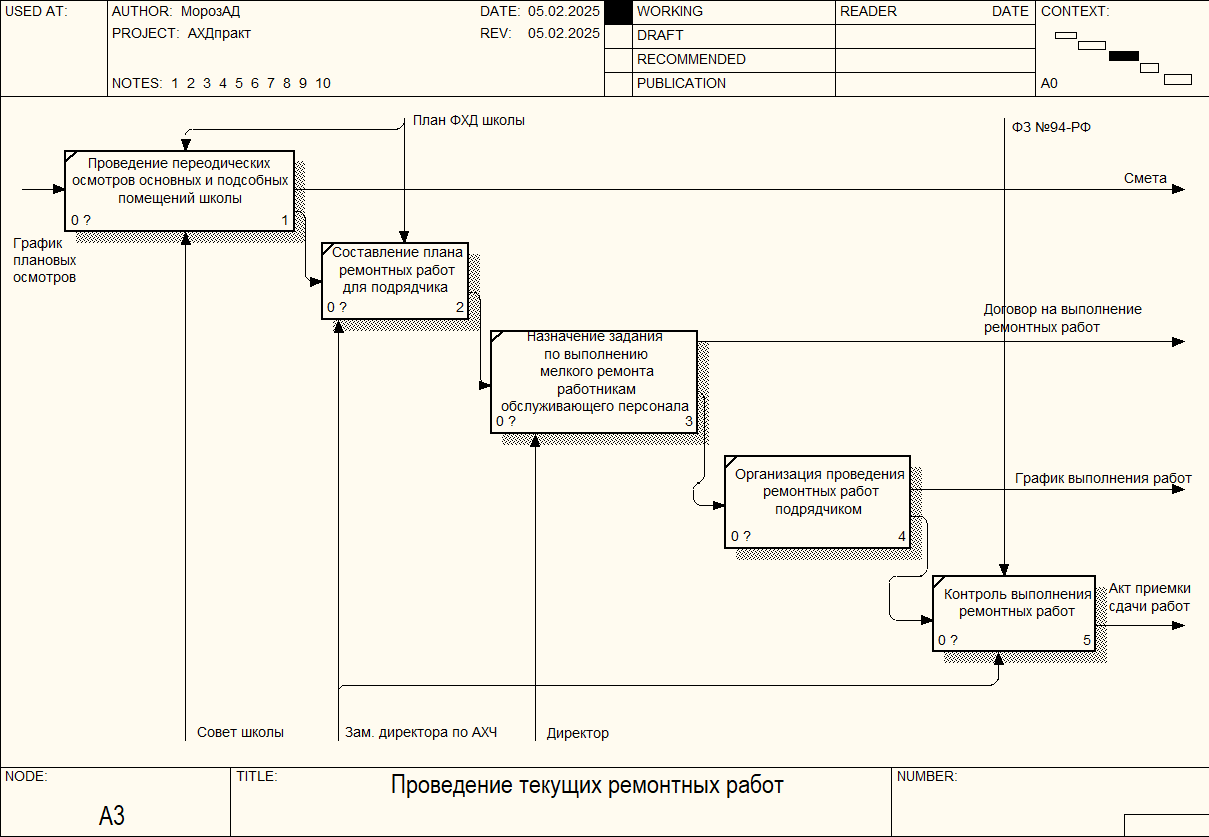 USED AT:
AUTHOR: МорозАД
DATE: 05.02.2025
WORKING
READER
DATE
CONTEXT:
PROJECT: АХДпракт
REV: 05.02.2025
DRAFT
RECOMMENDED
NOTES: 1 2 3 4 5 6 7 8 9 10
PUBLICATION
A0
План ФХД школы
ФЗ №94-РФ
Проведение переодических
осмотров основных и подсобных
помещений школы
0 ?
1
Смета
График
плановых
осмотров
Составление плана
ремонтных работ
для подрядчика
0 ?
2
Договор на выполнение
ремонтных работ
Назначение задания
по выполнению
мелкого ремонта
работникам
обслуживающего персонала
0 ?
3
Организация проведения
ремонтных работ
подрядчиком
0 ?
4
График выполнения работ
Контроль выполнения
ремонтных работ
0 ?
5
Акт приемки
сдачи работ
Совет школы
Зам. директора по АХЧ
Директор
NODE:
TITLE:
Проведение текущих ремонтных работ
NUMBER:
A3